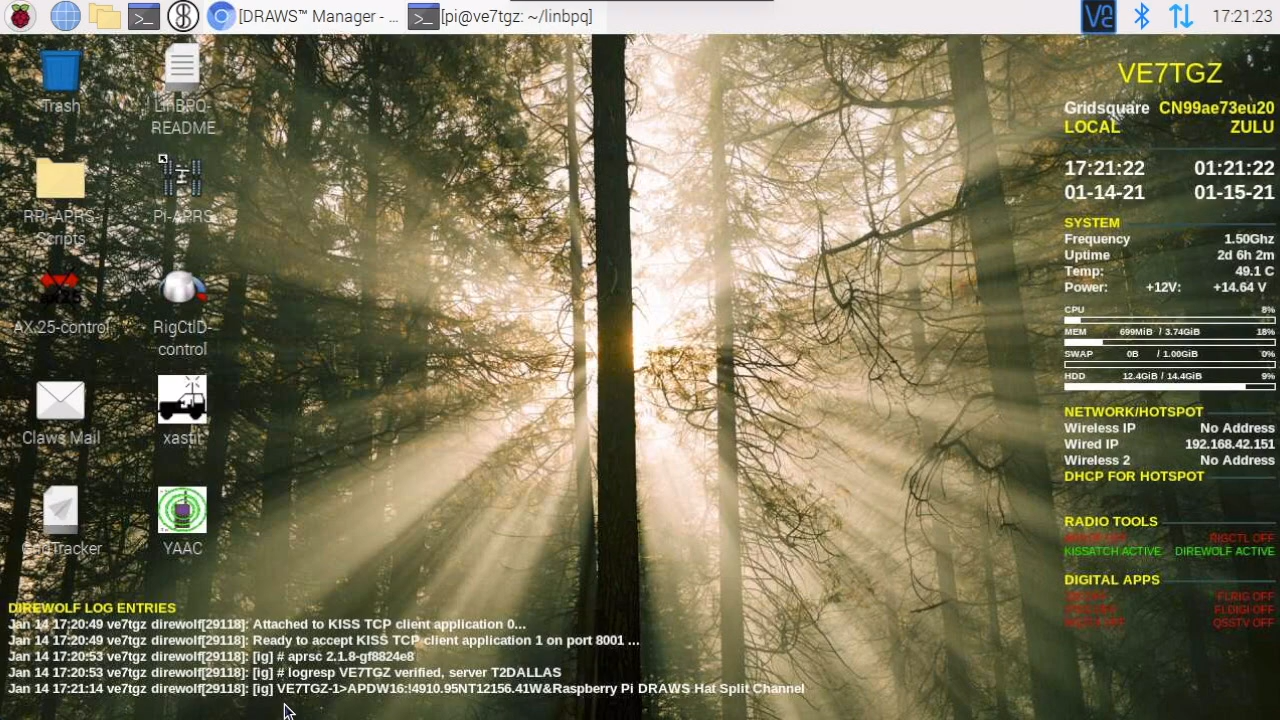 [DRAWS™ Manager - ...
[pi@ve7tgz: ~/linbpq]
17:21:23
Trash
LinBPQ-
README
RPi-APRS-
Scripts
Pi-APRS
AX.25-control
RigCtlD-
control
Claws Mail
xastir
GridTracker
YAAC
VE7TGZ
Gridsquare CN99ae73eu20
LOCAL ZULU
17:21:22 01:21:22
01-14-21 01-15-21
SYSTEM
Frequency 1.50Ghz
Uptime 2d 6h 2m
Temp: 49.1 C
Power: +12V: +14.64 V
CPU 8%
MEM 699MiB / 3.74GiB 18%
SWAP 0B / 1.00GiB 0%
HDD 12.4GiB / 14.4GiB 9%
NETWORK/HOTSPOT
Wireless IP No Address
Wired IP 192.168.42.151
Wireless 2 No Address
DHCP FOR HOTSPOT
RADIO TOOLS
RIGCTL OFF
KISSATCH ACTIVE DIREWOLF ACTIVE
DIGITAL APPS
FLRIG OFF
FLDIGI OFF
QSSTV OFF
DIREWOLF LOG ENTRIES
Jan 14 17:20:49 ve7tgz direwolf[29118]: Attached to KISS TCP client application 0...
Jan 14 17:20:49 ve7tgz direwolf[29118]: Ready to accept KISS TCP client application 1 on port 8001 ...
Jan 14 17:20:53 ve7tgz direwolf[29118]: [ig] # aprsc 2.1.8-gf8824e8
Jan 14 17:20:53 ve7tgz direwolf[29118]: [ig] # logresp VE7TGZ verified, server T2DALLAS
Jan 14 17:21:14 ve7tgz direwolf[29118]: [ig] VE7TGZ-1>APDW16:!4910.95NT12156.41W&Raspberry Pi DRAWS Hat Split Channel